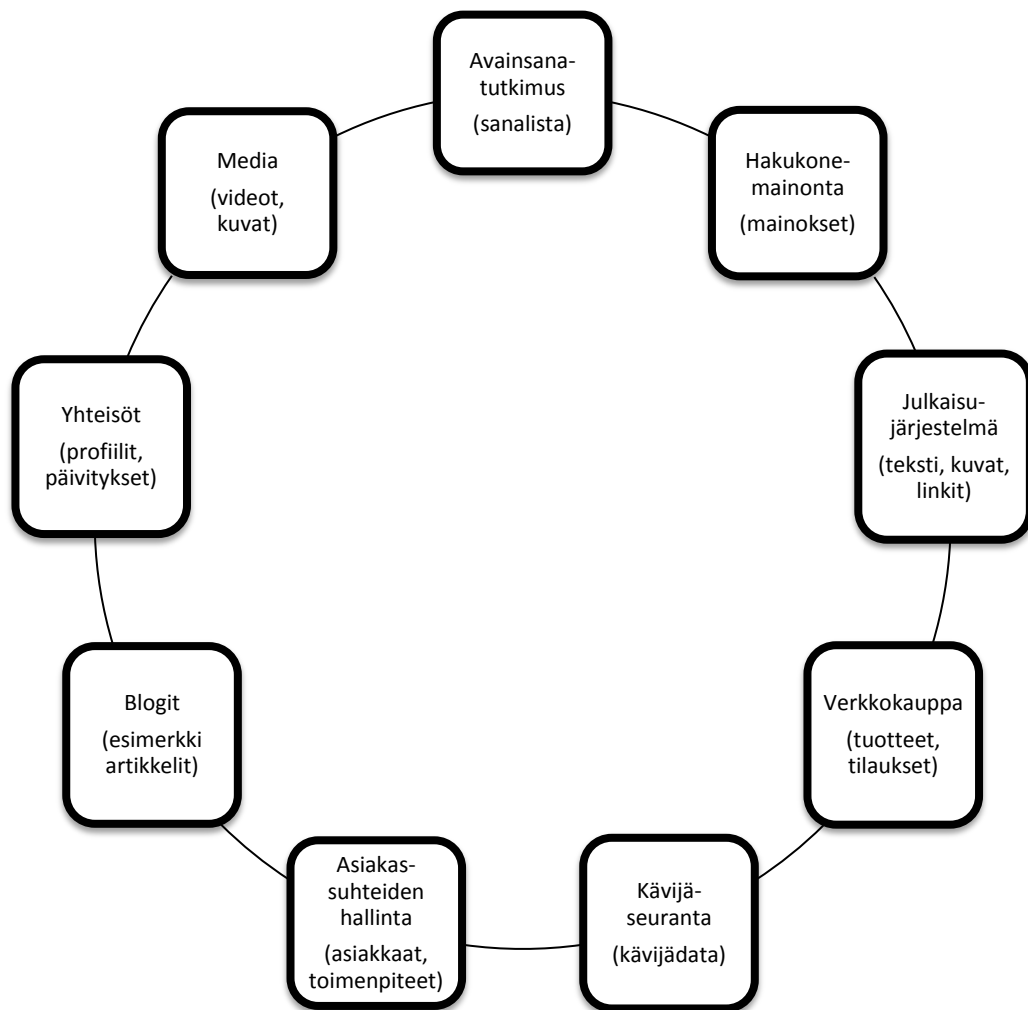 Avainsana-
tutkimus
(sanalista)
Hakukone-
mainonta
(mainokset)
Julkaisu-
järjestelmä
(teksti, kuvat,
linkit)
Verkkokauppa
(tuotteet,
tilaukset)
Kävijä-
seuranta
(kävijädata)
Asiakas-
suhteiden
hallinta
(asiakkaat,
toimenpiteet)
Blogit
(esimerkki
artikkelit)
Yhteisöt
(profiilit,
päivitykset)
Media
(videot,
kuvat)